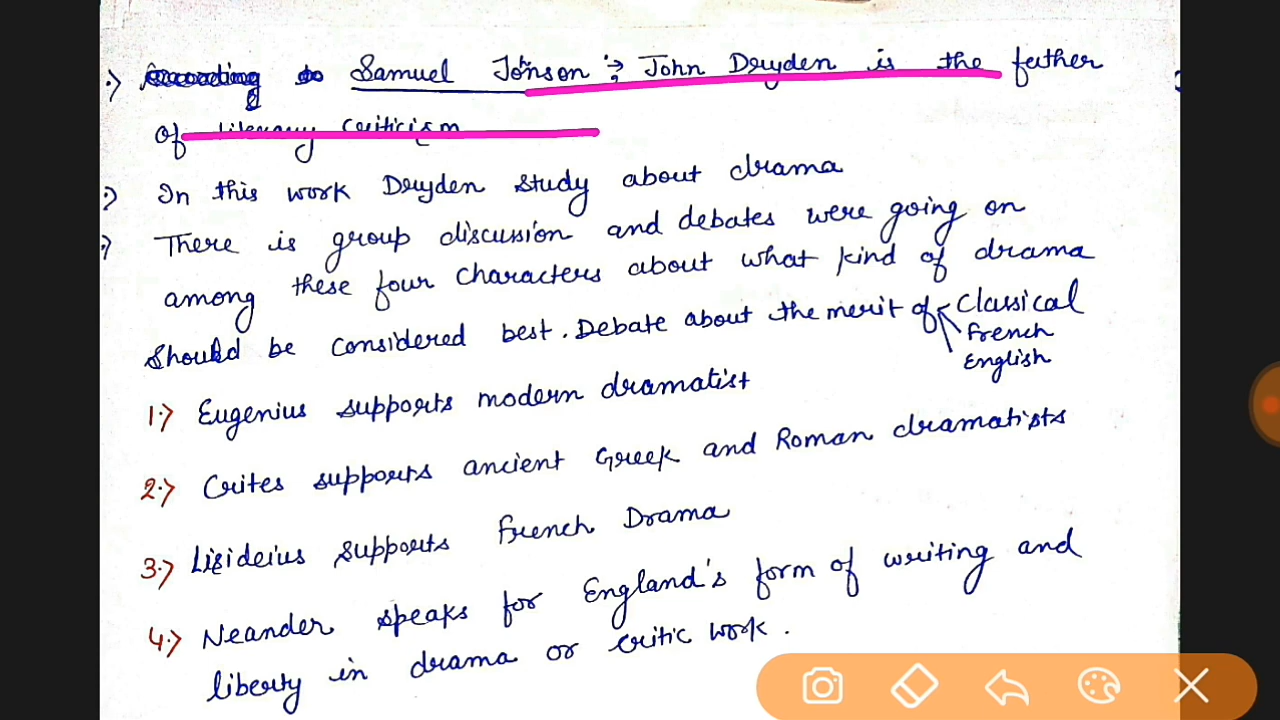 According to Samuel Johnson :→ John Dryden is the father
of literary criticism
In this work Dryden study about drama
There is group discussion and debates were going on
among these four characters about what kind of drama
should be considered best. Debate about the merit of Classical
French
English
1.) Eugenius supports modern dramatist
2.) Crites supports ancient Greek and Roman dramatists
3.) Lisideius supports French Drama
4.) Neander speaks for England's form of writing and
liberty in drama or critic work.